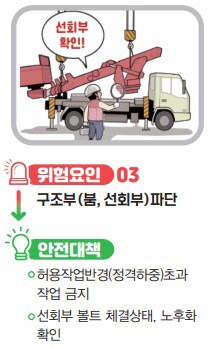 선회부
확인!
위험요인 03
구조부(붐, 선회부)파단
안전대책
허용작업반경(정격하중)초과
작업 금지
선회부 볼트 체결상태, 노후화
확인